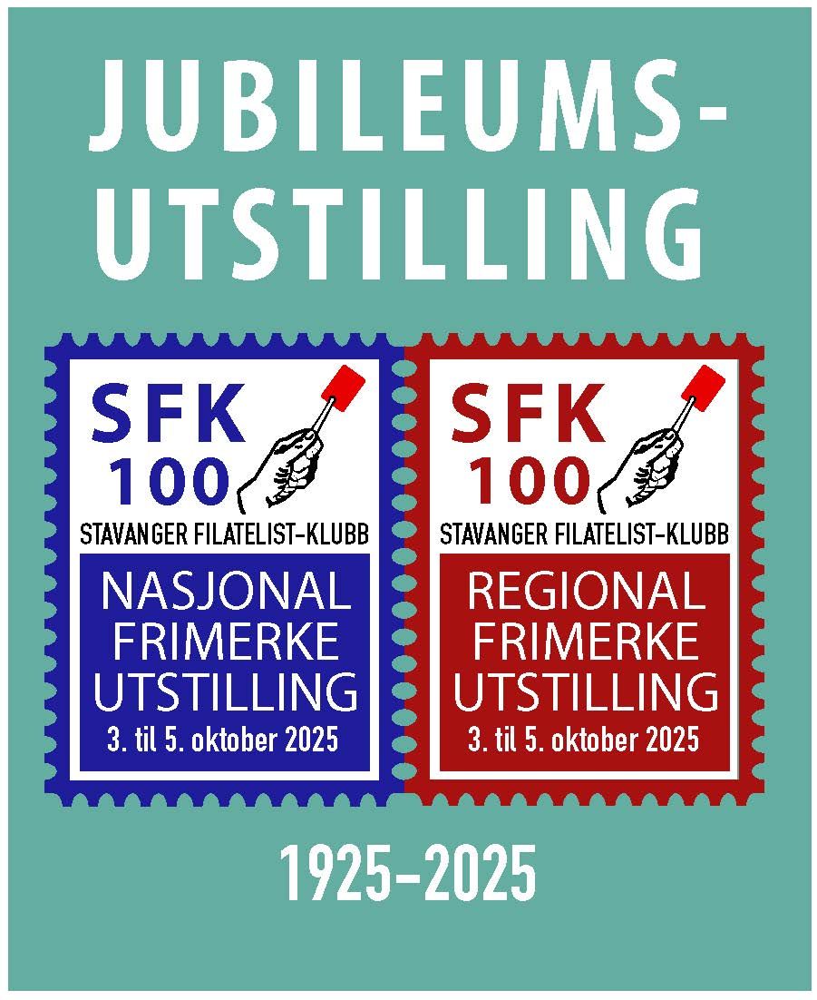 JUBILEUMS-
UTSTILLING
SFK
100
STAVANGER FILATELIST-KLUBB
NASJONAL
FRIMERKE
UTSTILLING
3. til 5. oktober 2025
SFK
100
STAVANGER FILATELIST-KLUBB
REGIONAL
FRIMERKE
UTSTILLING
3. til 5. oktober 2025
1925-2025